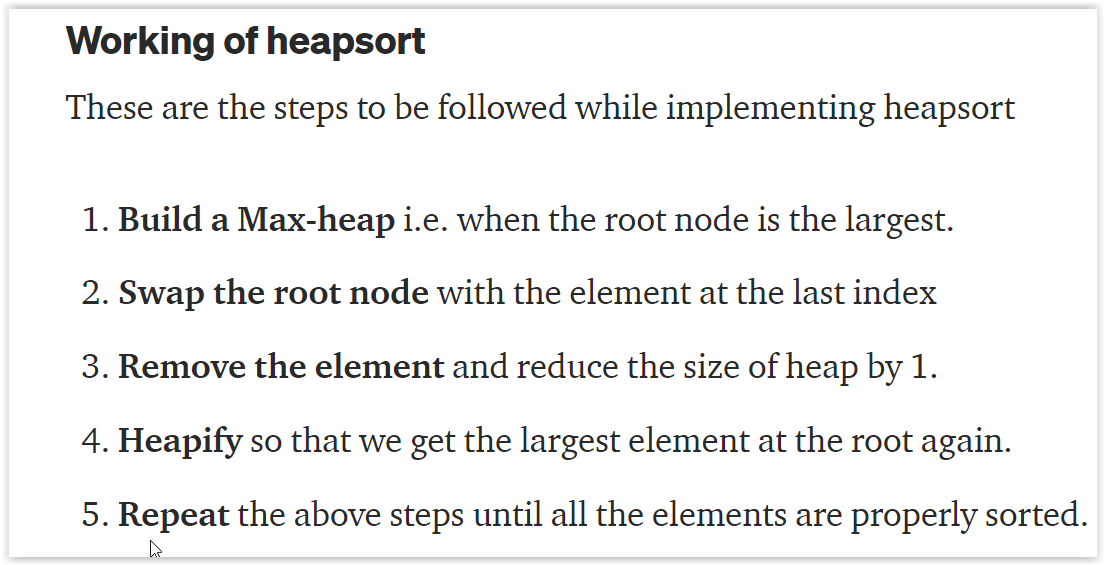 Working of heapsort
These are the steps to be followed while implementing heapsort
1. Build a Max-heap i.e. when the root node is the largest.
2. Swap the root node with the element at the last index
3. Remove the element and reduce the size of heap by 1.
4. Heapify so that we get the largest element at the root again.
5. Repeat the above steps until all the elements are properly sorted.